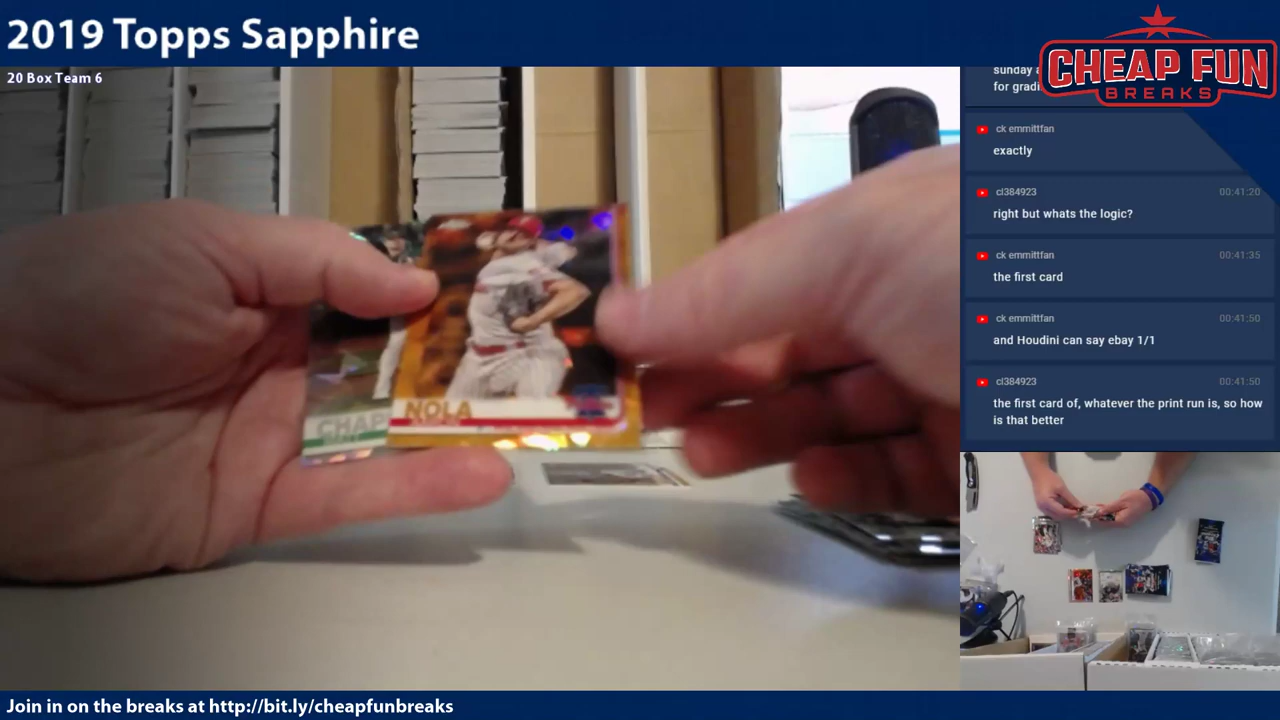 2019 Topps Sapphire
20 Box Team 6
CHEAP FUN
BREAKS
sunday
for gradi
ck emmittfan
exactly
cl384923
00:41:20
right but whats the logic?
ck emmittfan
00:41:35
the first card
ck emmittfan
00:41:50
and Houdini can say ebay 1/1
cl384923
00:41:50
the first card of, whatever the print run is, so how
is that better
NOLA
CHAP
Join in on the breaks at http://bit.ly/cheapfunbreaks